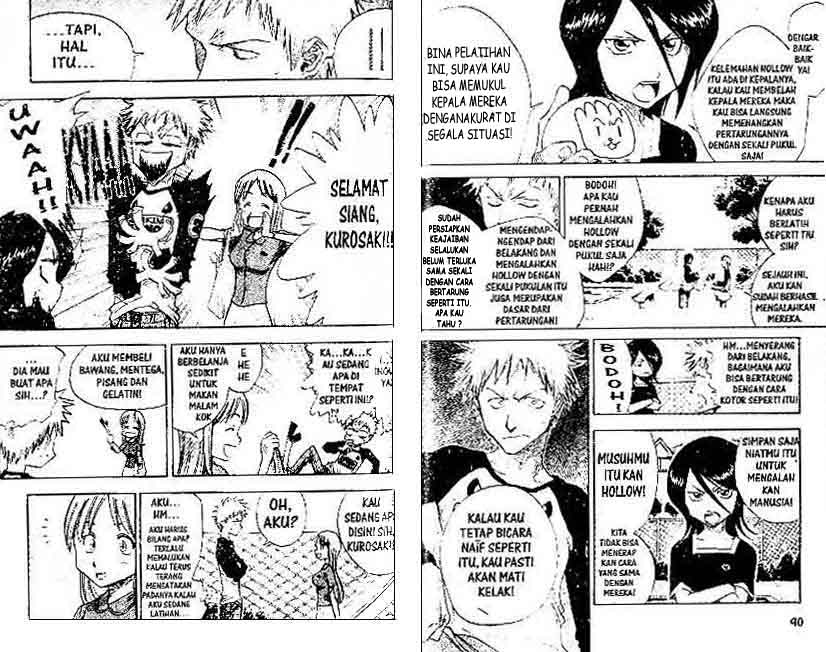 DENGAR
BAIK-
BAIK
YA!
KELEMAHAN HOLLOW
ITU ADA DI KEPALANYA,
KALAU KAU MEMBELAH
KEPALA MEREKA MAKA
KAU BISA LANGSUNG
MEMENANGKAN
PERTARUNGANNYA
DENGAN SEKALI PUKUL
SAJA!
BINA PELATIHAN
INI, SUPAYA KAU
BISA MEMUKUL
KEPALA MEREKA
DENGANAKURAT DI
SEGALA SITUASI!
KENAPA AKU
HARUS
BERLATIH
SEPERTI ITU
SIH?
SEJAUH INI,
AKU KAN
SUDAH BERHASIL
MENGALAHKAN
MEREKA.
BODOH!
APA KAU
PERNAH
MENGALAHKAN
HOLLOW
DENGAN SEKALI
PUKUL SAJA
HAH!?
MENGENDAP-
NGENDAP DARI
BELAKANG DAN
MENGALAHKAN
HOLLOW DENGAN
SEKALI PUKULAN ITU
JUGA MERUPAKAN
DASAR DARI
PERTARUNGAN!
SUDAH
PERSIAPKAN
KEAJAIBAN
SELALUKAN
BELUM TERLUKA
SAMA SEKALI
DENGAN CARA
BERTARUNG
SEPERTI ITU.
APA KAU
TAHU ?
HM...MENYERANG
DARI BELAKANG,
BAGAIMANA AKU
BISA BERTARUNG
DENGAN CARA
KOTOR SEPERTI ITU!
BODOH!
SIMPAN SAJA
NIATMU ITU
UNTUK
MENGALAH
KAN
MANUSIA!
MUSUHMU
ITU KAN
HOLLOW!
KITA
TIDAK BISA
MENERAP
KAN CARA
YANG SAMA
DENGAN
MEREKA!
KALAU KAU
TETAP BICARA
NAÏF SEPERTI
ITU, KAU PASTI
AKAN MATI
KELAK!
90
!!
...TAPI,
HAL
ITU...
SELAMAT
SIANG,
KUROSAKI!!
!!
UWAAH!!
KA...KA...K
AU SEDANG
APA DI
TEMPAT
SEPERTI INI!?
E
HE
HE
AKU HANYA
BERBELANJA
SEDIKIT
UNTUK
MAKAN
MALAM
KOK
AKU MEMBELI
BAWANG, MENTEGA,
PISANG DAN
GELATIN!
...
DIA MAU
BUAT APA
SIH...?
KAU
SEDANG APA
DISINI SIH,
KUROSAKI?
OH,
AKU?
AKU...
HM...
AKU HARUS
BILANG APA?
TERLALU
MEMALUKAN
KALAU TERUS
TERANG
MENGATAKAN
PADANYA KALAU
AKU SEDANG
LATIHAN....